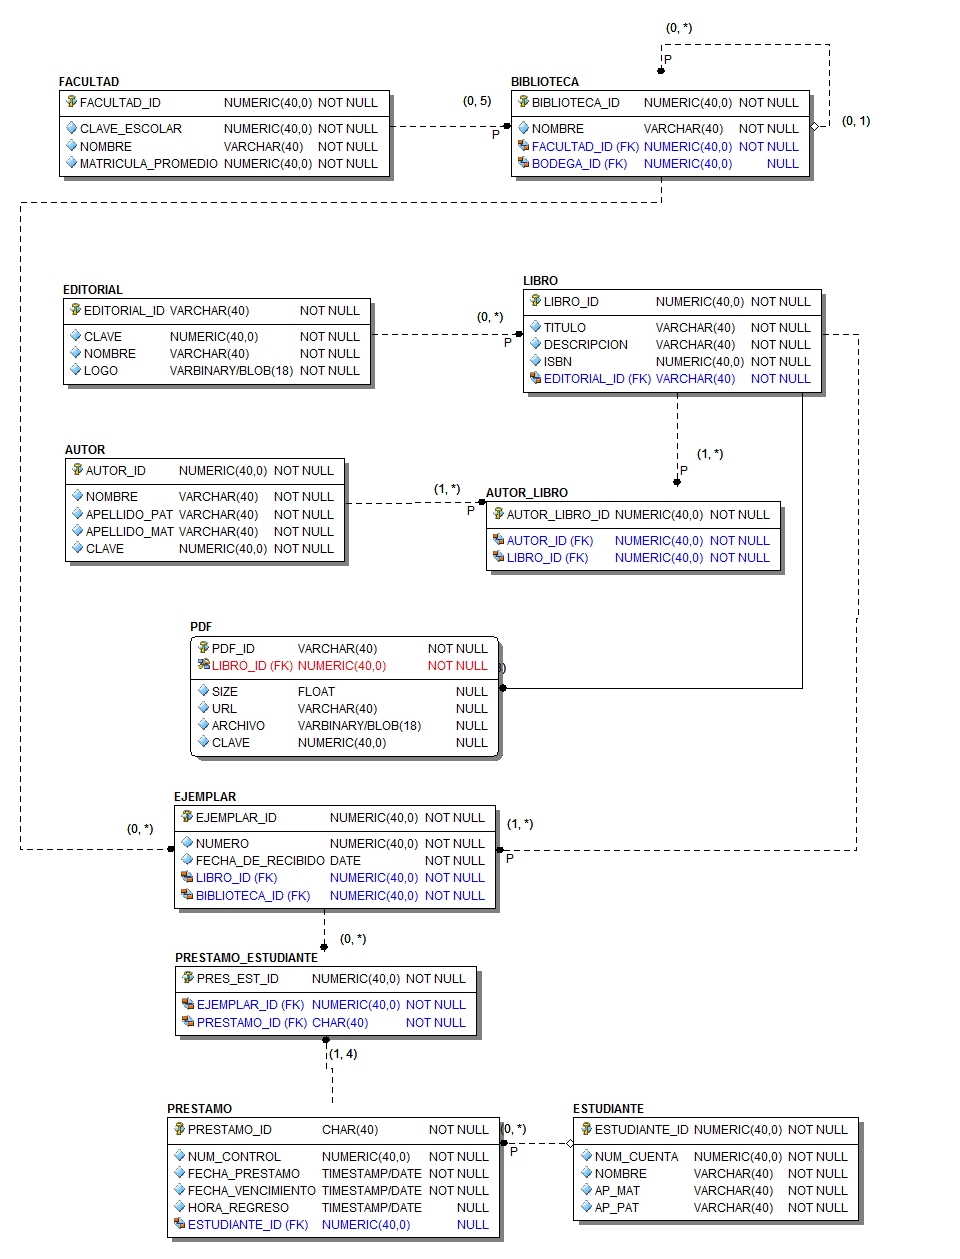 (0, *)
P
FACULTAD
FACULTAD_ID NUMERIC(40,0) NOT NULL
CLAVE_ESCOLAR NUMERIC(40,0) NOT NULL
NOMBRE VARCHAR(40) NOT NULL
MATRICULA_PROMEDIO NUMERIC(40,0) NOT NULL
(0, 5)
P
BIBLIOTECA
BIBLIOTECA_ID NUMERIC(40,0) NOT NULL
NOMBRE VARCHAR(40) NOT NULL
FACULTAD_ID (FK) NUMERIC(40,0) NOT NULL
BODEGA_ID (FK) NUMERIC(40,0) NULL
(0, 1)
EDITORIAL
EDITORIAL_ID VARCHAR(40) NOT NULL
CLAVE NUMERIC(40,0) NOT NULL
NOMBRE VARCHAR(40) NOT NULL
LOGO VARBINARY/BLOB(18) NOT NULL
(0, *)
P
LIBRO
LIBRO_ID NUMERIC(40,0) NOT NULL
TITULO VARCHAR(40) NOT NULL
DESCRIPCION VARCHAR(40) NOT NULL
ISBN NUMERIC(40,0) NOT NULL
EDITORIAL_ID (FK) VARCHAR(40) NOT NULL
AUTOR
AUTOR_ID NUMERIC(40,0) NOT NULL
NOMBRE VARCHAR(40) NOT NULL
APELLIDO_PAT VARCHAR(40) NOT NULL
APELLIDO_MAT VARCHAR(40) NOT NULL
CLAVE NUMERIC(40,0) NOT NULL
(1, *)
P
(1, *)
P
AUTOR_LIBRO
AUTOR_LIBRO_ID NUMERIC(40,0) NOT NULL
AUTOR_ID (FK) NUMERIC(40,0) NOT NULL
LIBRO_ID (FK) NUMERIC(40,0) NOT NULL
PDF
PDF_ID VARCHAR(40) NOT NULL
LIBRO_ID (FK) NUMERIC(40,0) NOT NULL
SIZE FLOAT NULL
URL VARCHAR(40) NULL
ARCHIVO VARBINARY/BLOB(18) NULL
CLAVE NUMERIC(40,0) NULL
EJEMPLAR
EJEMPLAR_ID NUMERIC(40,0) NOT NULL
NUMERO NUMERIC(40,0) NOT NULL
FECHA_DE_RECIBIDO DATE NOT NULL
LIBRO_ID (FK) NUMERIC(40,0) NOT NULL
BIBLIOTECA_ID (FK) NUMERIC(40,0) NOT NULL
(0, *)
(1, *)
P
(0, *)
PRESTAMO_ESTUDIANTE
PRES_EST_ID NUMERIC(40,0) NOT NULL
EJEMPLAR_ID (FK) NUMERIC(40,0) NOT NULL
PRESTAMO_ID (FK) CHAR(40) NOT NULL
(1, 4)
PRESTAMO
PRESTAMO_ID CHAR(40) NOT NULL
NUM_CONTROL NUMERIC(40,0) NOT NULL
FECHA_PRESTAMO TIMESTAMP/DATE NOT NULL
FECHA_VENCIMIENTO TIMESTAMP/DATE NOT NULL
HORA_REGRESO TIMESTAMP/DATE NULL
ESTUDIANTE_ID (FK) NUMERIC(40,0) NULL
(0, *)
P
ESTUDIANTE
ESTUDIANTE_ID NUMERIC(40,0) NOT NULL
NUM_CUENTA NUMERIC(40,0) NOT NULL
NOMBRE VARCHAR(40) NOT NULL
AP_MAT VARCHAR(40) NOT NULL
AP_PAT VARCHAR(40) NOT NULL